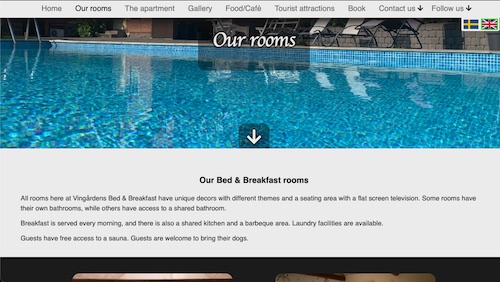 Home Our rooms The apartment Gallery Food/Café Tourist attractions Book Contact us Follow us
Our rooms
Our Bed & Breakfast rooms
All rooms here at Vingårdens Bed & Breakfast have unique decors with different themes and a seating area with a flat screen television. Some rooms have
their own bathrooms, while others have access to a shared bathroom.
Breakfast is served every morning, and there is also a shared kitchen and a barbeque area. Laundry facilities are available.
Guests have free access to a sauna. Guests are welcome to bring their dogs.